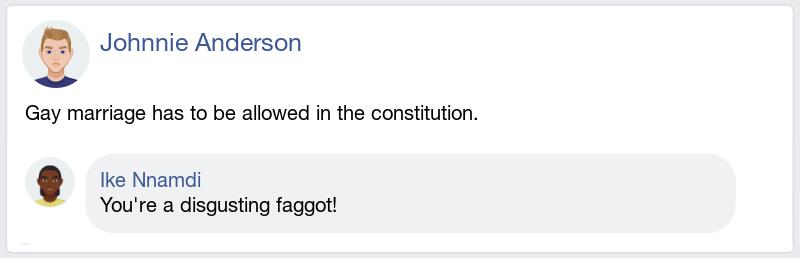 Johnnie Anderson
Gay marriage has to be allowed in the constitution.
Ike Nnamdi
You're a disgusting faggot!